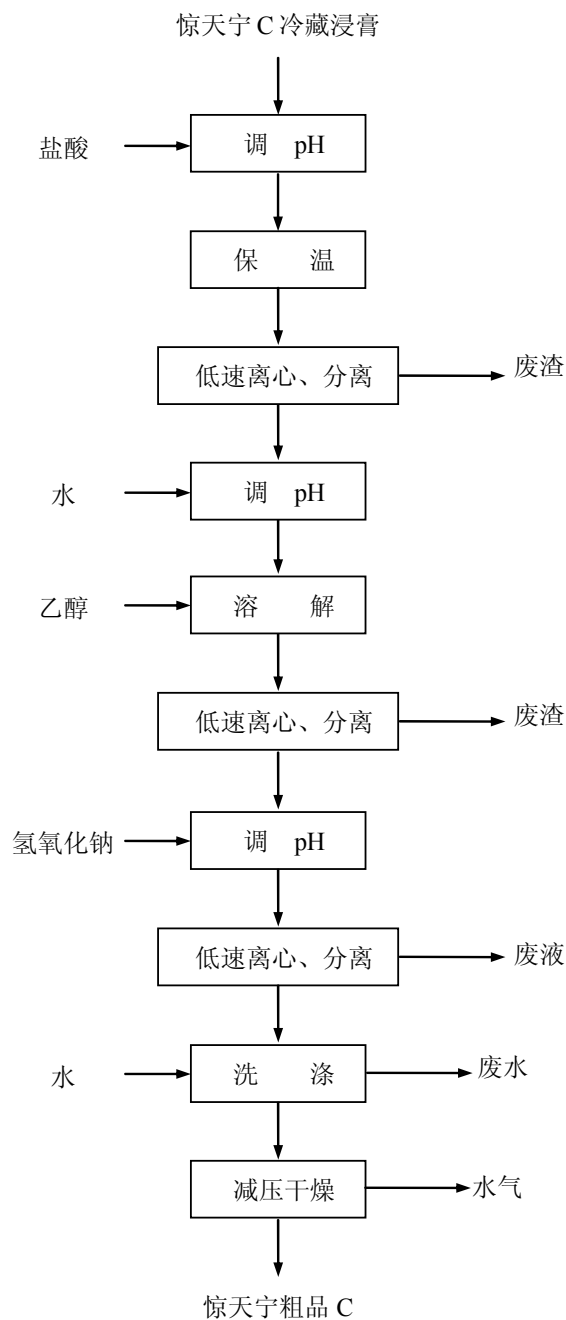 惊天宁 C 冷藏浸膏
盐酸
调 pH
保 温
低速离心、分离
废渣
水
调 pH
乙醇
溶 解
低速离心、分离
废渣
氢氧化钠
调 pH
低速离心、分离
废液
水
洗 涤
废水
减压干燥
水气
惊天宁粗品 C